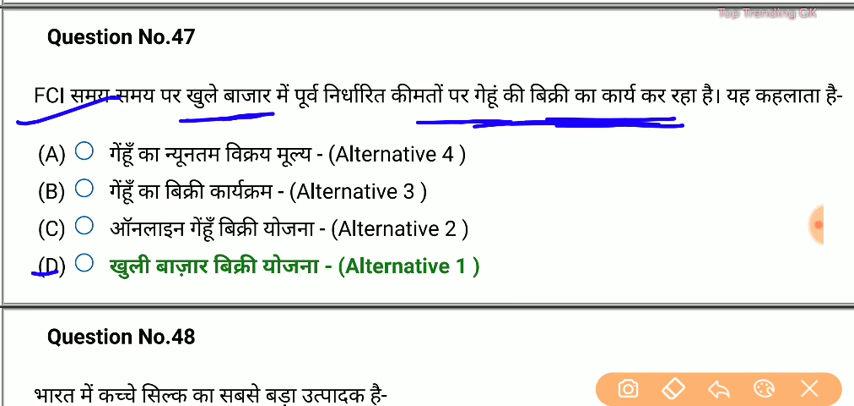 Top Trending GK
Question No.47
FCI समय-समय पर खुले बाजार में पूर्व निर्धारित कीमतों पर गेहूं की बिक्री का कार्य कर रहा है। यह कहलाता है-
(A) गेंहूँ का न्यूनतम विक्रय मूल्य - (Alternative 4 )
(B) गेंहूँ का बिक्री कार्यक्रम - (Alternative 3 )
(C) ऑनलाइन गेंहूँ बिक्री योजना - (Alternative 2 )
(D) खुली बाज़ार बिक्री योजना - (Alternative 1 )
Question No.48
भारत में कच्चे सिल्क का सबसे बड़ा उत्पादक है-